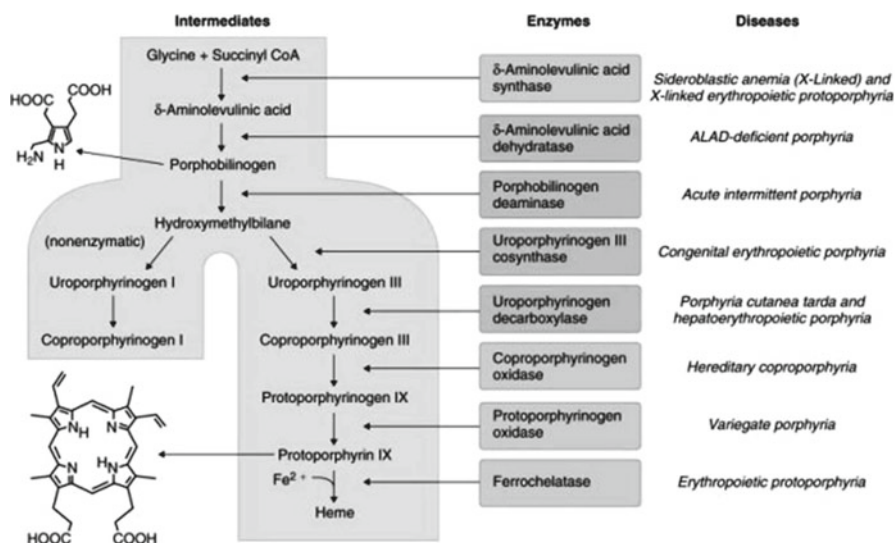 Intermediates
Enzymes
Diseases
Glycine + Succinyl CoA
δ-Aminolevulinic acid
synthase
Sideroblastic anemia (X-Linked) and
X-linked erythropoietic protoporphyria
COOH
HOOC
δ-Aminolevulinic acid
δ-Aminolevulinic acid
dehydratase
ALAD-deficient porphyria
H₂N
N
H
Porphobilinogen
Porphobilinogen
deaminase
Acute intermittent porphyria
Hydroxymethylbilane
(nonenzymatic)
Uroporphyrinogen III
cosynthase
Congenital erythropoietic porphyria
Uroporphyrinogen I
Uroporphyrinogen III
Uroporphyrinogen
decarboxylase
Porphyria cutanea tarda and
hepatoerythropoietic porphyria
Coproporphyrinogen I
Coproporphyrinogen III
Coproporphyrinogen
oxidase
Hereditary coproporphyria
Protoporphyrinogen IX
Protoporphyrinogen
oxidase
Variegate porphyria
NH
N
N
HN
Protoporphyrin IX
Fe²⁺
Ferrochelatase
Erythropoietic protoporphyria
Heme
HOOC
COOH